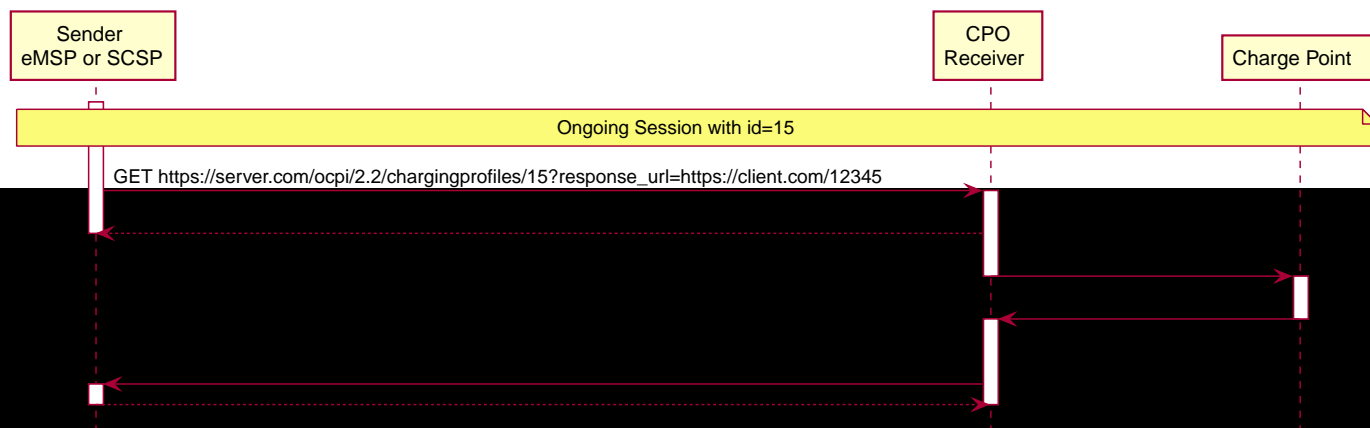 Sender
eMSP or SCSP
CPO
Receiver
Charge Point
Ongoing Session with id=15
GET https://server.com/ocpi/2.2/chargingprofiles/15?response_url=https://client.com/12345